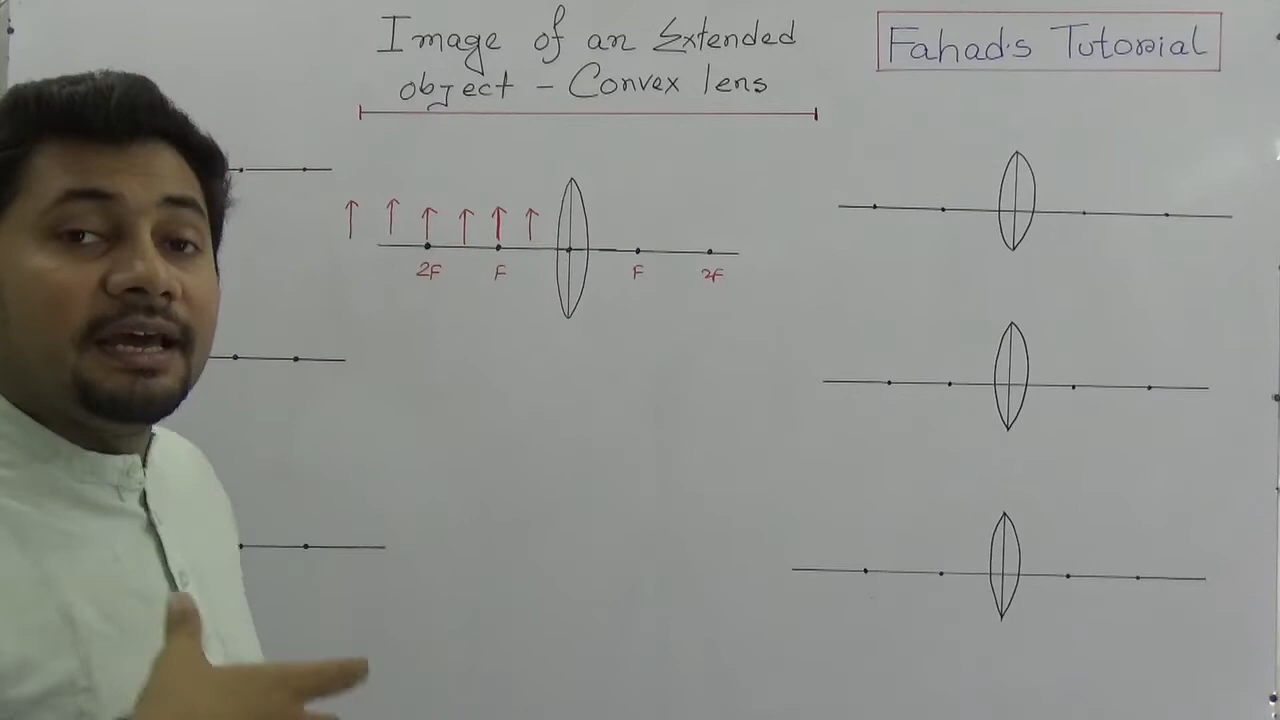 Image of an Extended
object - Convex lens
Fahad's Tutorial
2F F F 2F